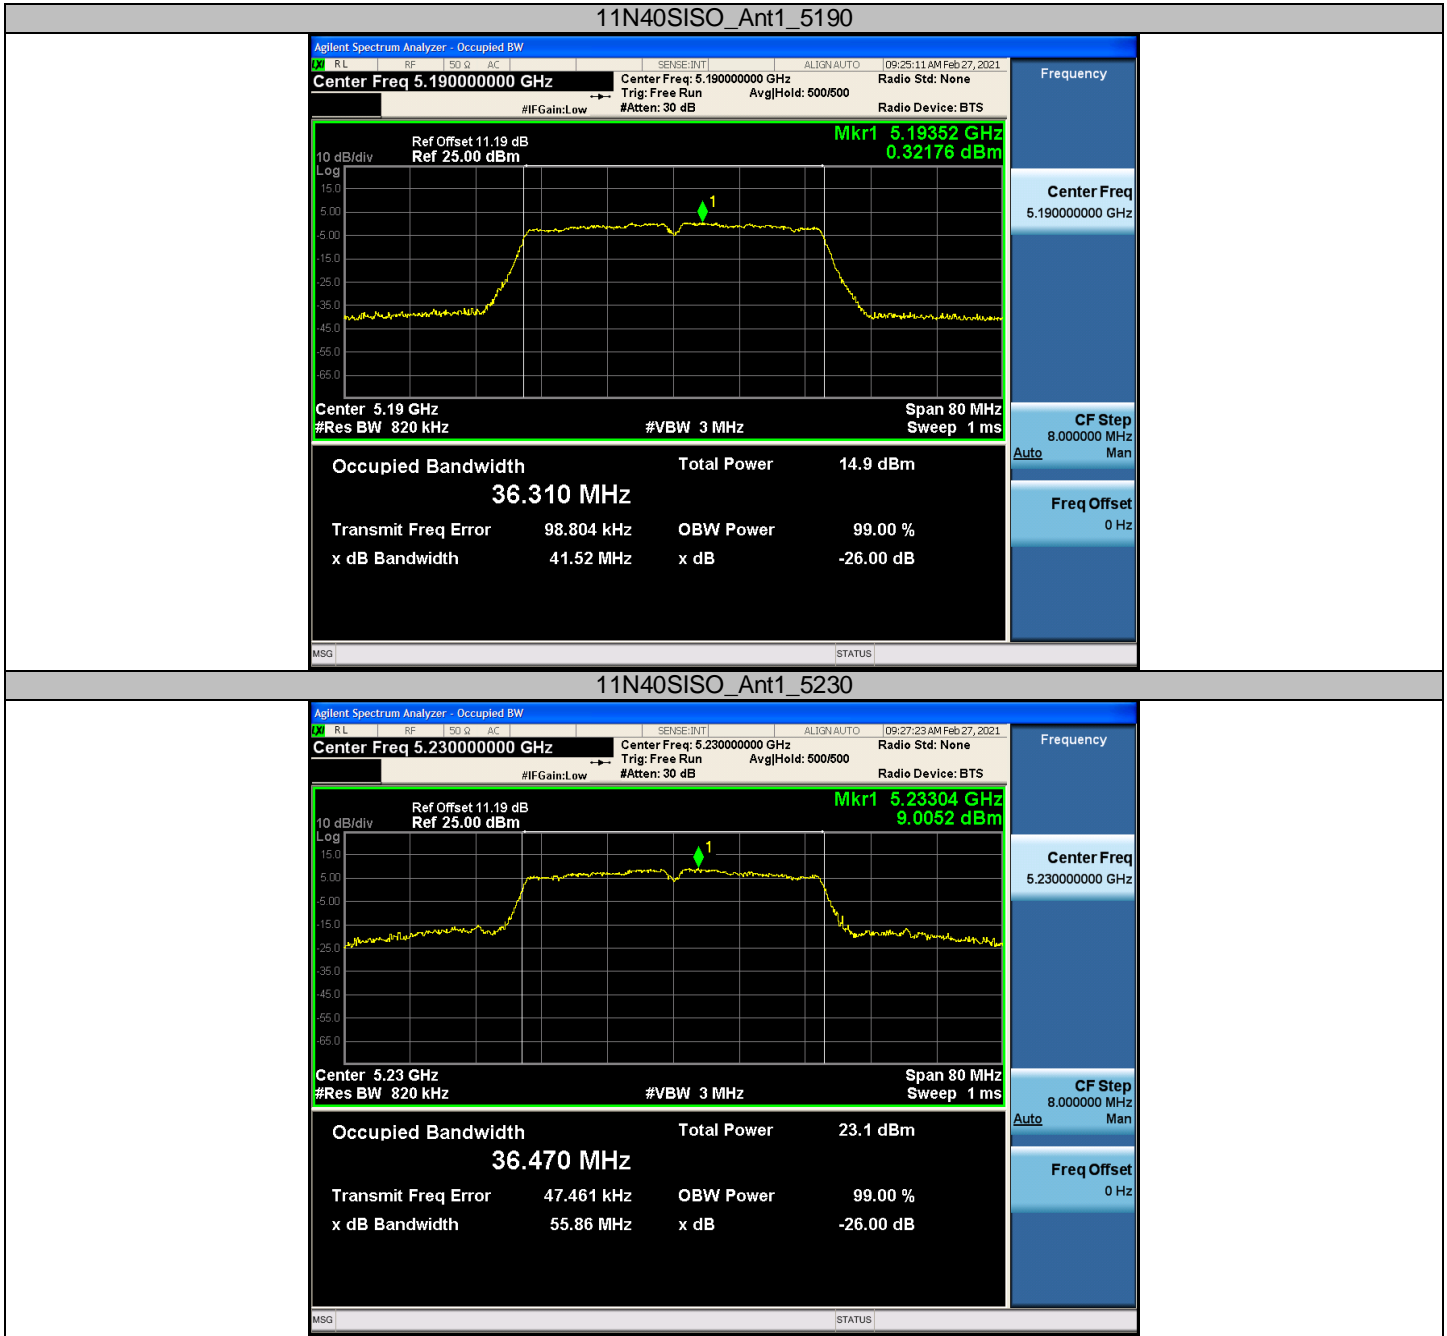 11N40SISO_Ant1_5190
Agilent Spectrum Analyzer - Occupied BW
LXI RL RF 50 Ω AC SENSE:INT ALIGN AUTO 09:25:11 AM Feb 27, 2021
Center Freq 5.190000000 GHz
Center Freq: 5.190000000 GHz Radio Std: None
Trig: Free Run Avg|Hold: 500/500
#IFGain:Low #Atten: 30 dB Radio Device: BTS
Frequency
Mkr1 5.19352 GHz
0.32176 dBm
Ref Offset 11.19 dB
10 dB/div Ref 25.00 dBm
Log
15.0
5.00
-5.00
-15.0
-25.0
-35.0
-45.0
-55.0
-65.0
1
Center 5.19 GHz Span 80 MHz
#Res BW 820 kHz #VBW 3 MHz Sweep 1 ms
Center Freq
5.190000000 GHz
CF Step
8.000000 MHz
Auto Man
Freq Offset
0 Hz
Occupied Bandwidth Total Power 14.9 dBm
36.310 MHz
Transmit Freq Error 98.804 kHz OBW Power 99.00 %
x dB Bandwidth 41.52 MHz x dB -26.00 dB
MSG STATUS
11N40SISO_Ant1_5230
Agilent Spectrum Analyzer - Occupied BW
LXI RL RF 50 Ω AC SENSE:INT ALIGN AUTO 09:27:23 AM Feb 27, 2021
Center Freq 5.230000000 GHz
Center Freq: 5.230000000 GHz Radio Std: None
Trig: Free Run Avg|Hold: 500/500
#IFGain:Low #Atten: 30 dB Radio Device: BTS
Frequency
Mkr1 5.23304 GHz
9.0052 dBm
Ref Offset 11.19 dB
10 dB/div Ref 25.00 dBm
Log
15.0
5.00
-5.00
-15.0
-25.0
-35.0
-45.0
-55.0
-65.0
1
Center 5.23 GHz Span 80 MHz
#Res BW 820 kHz #VBW 3 MHz Sweep 1 ms
Center Freq
5.230000000 GHz
CF Step
8.000000 MHz
Auto Man
Freq Offset
0 Hz
Occupied Bandwidth Total Power 23.1 dBm
36.470 MHz
Transmit Freq Error 47.461 kHz OBW Power 99.00 %
x dB Bandwidth 55.86 MHz x dB -26.00 dB
MSG STATUS